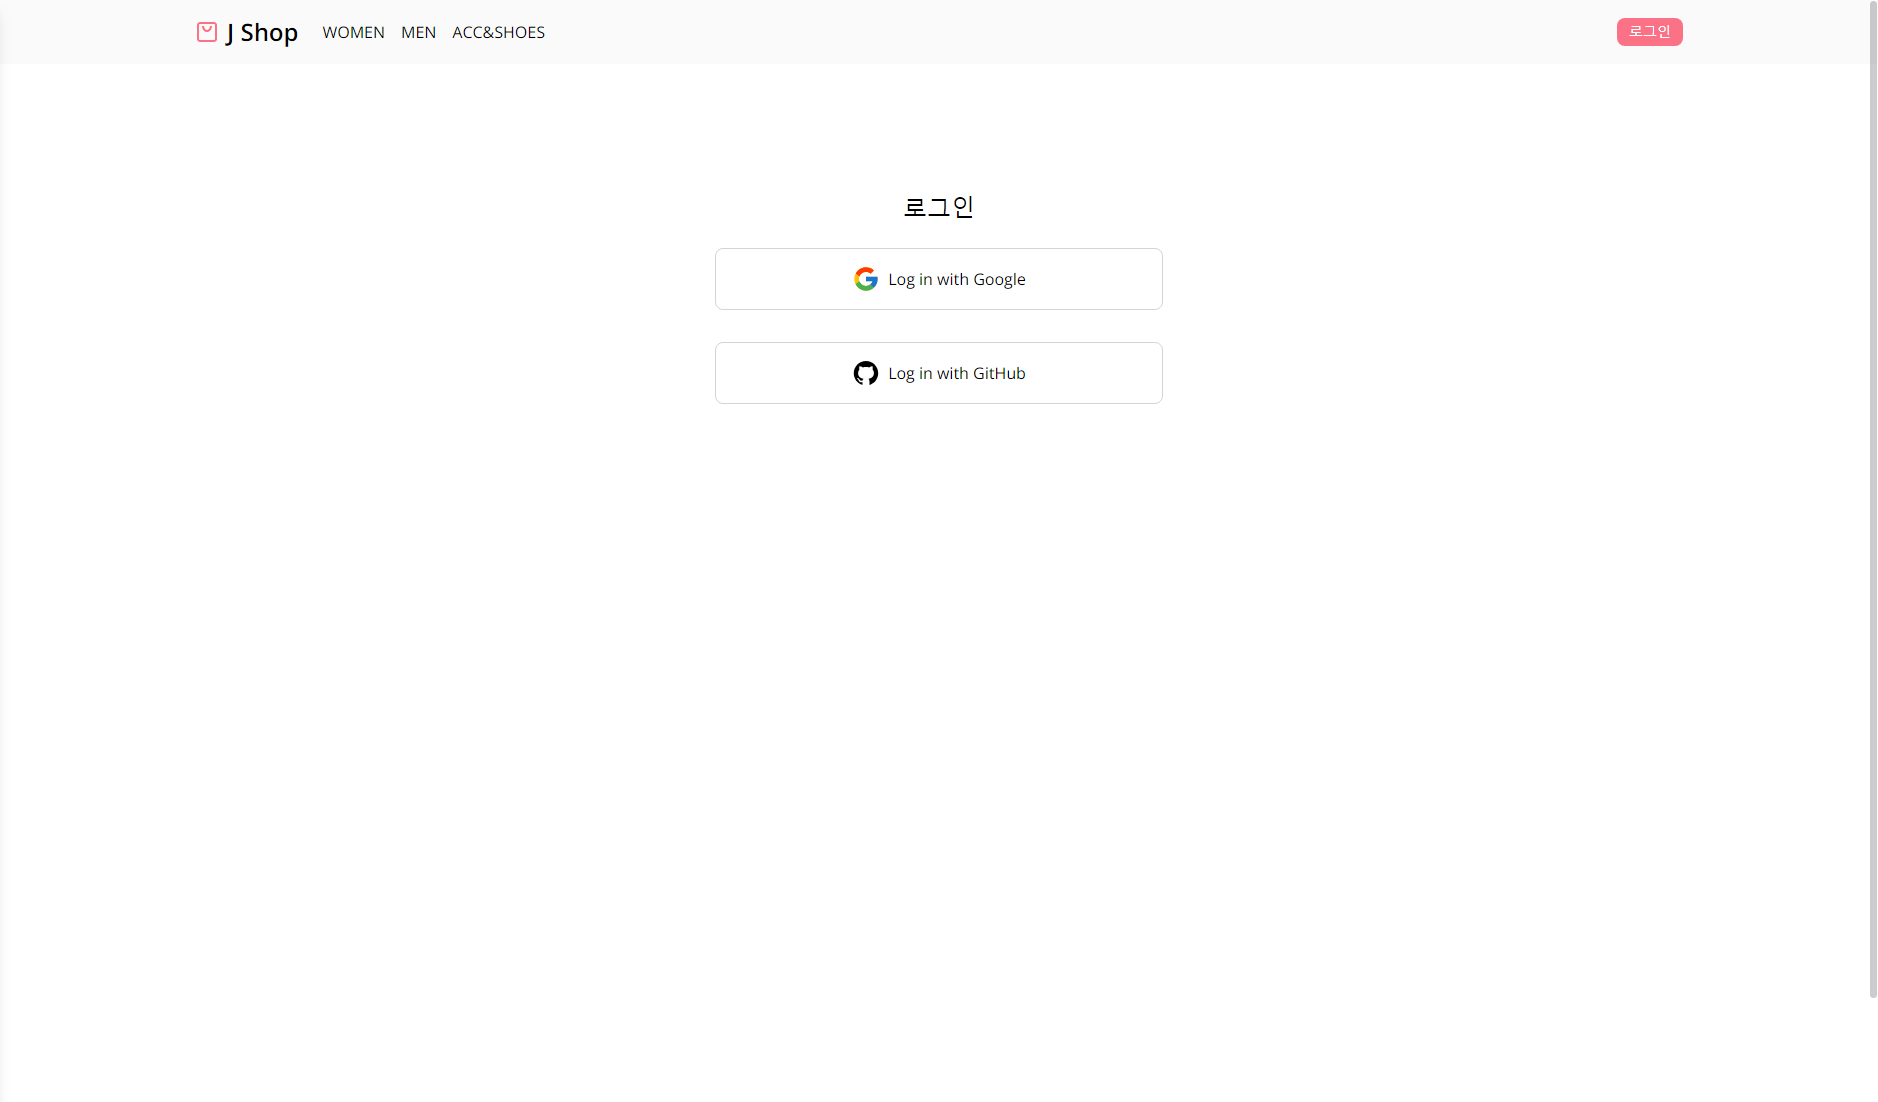 J Shop WOMEN MEN ACC&SHOES 로그인
로그인
Log in with Google
Log in with GitHub